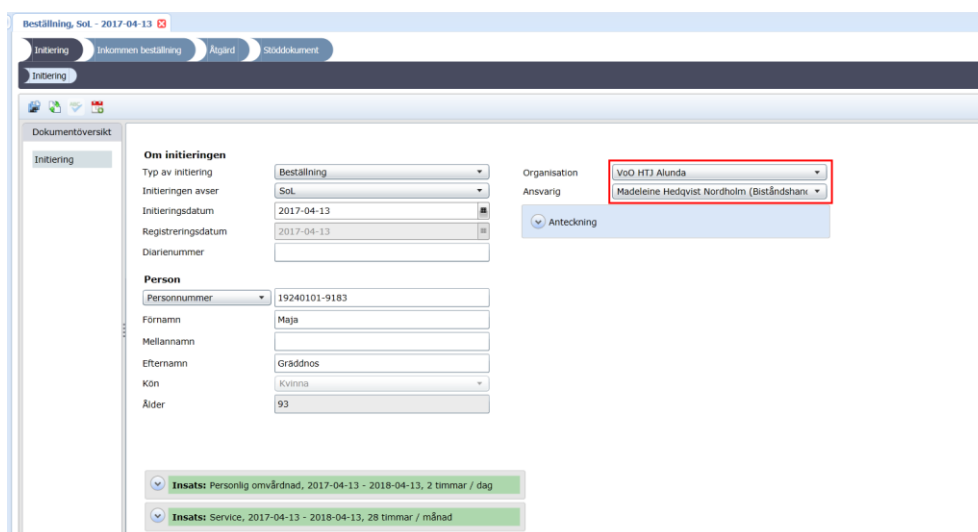 Beställning, SoL - 2017-04-13
Initiering
Inkommen beställning
Åtgärd
Stöddokument
Initiering
Dokumentöversikt
Initiering
Om initieringen
Typ av initiering Beställning
Initieringen avser SoL
Initieringsdatum 2017-04-13
Registreringsdatum 2017-04-13
Diarienummer
Organisation VoO HTJ Alunda
Ansvarig Madeleine Hedqvist Nordholm (Biståndshanc
Anteckning
Person
Personnummer 19240101-9183
Förnamn Maja
Mellannamn
Efternamn Gräddnos
Kön Kvinna
Ålder 93
Insats: Personlig omvårdnad, 2017-04-13 - 2018-04-13, 2 timmar / dag
Insats: Service, 2017-04-13 - 2018-04-13, 28 timmar / månad